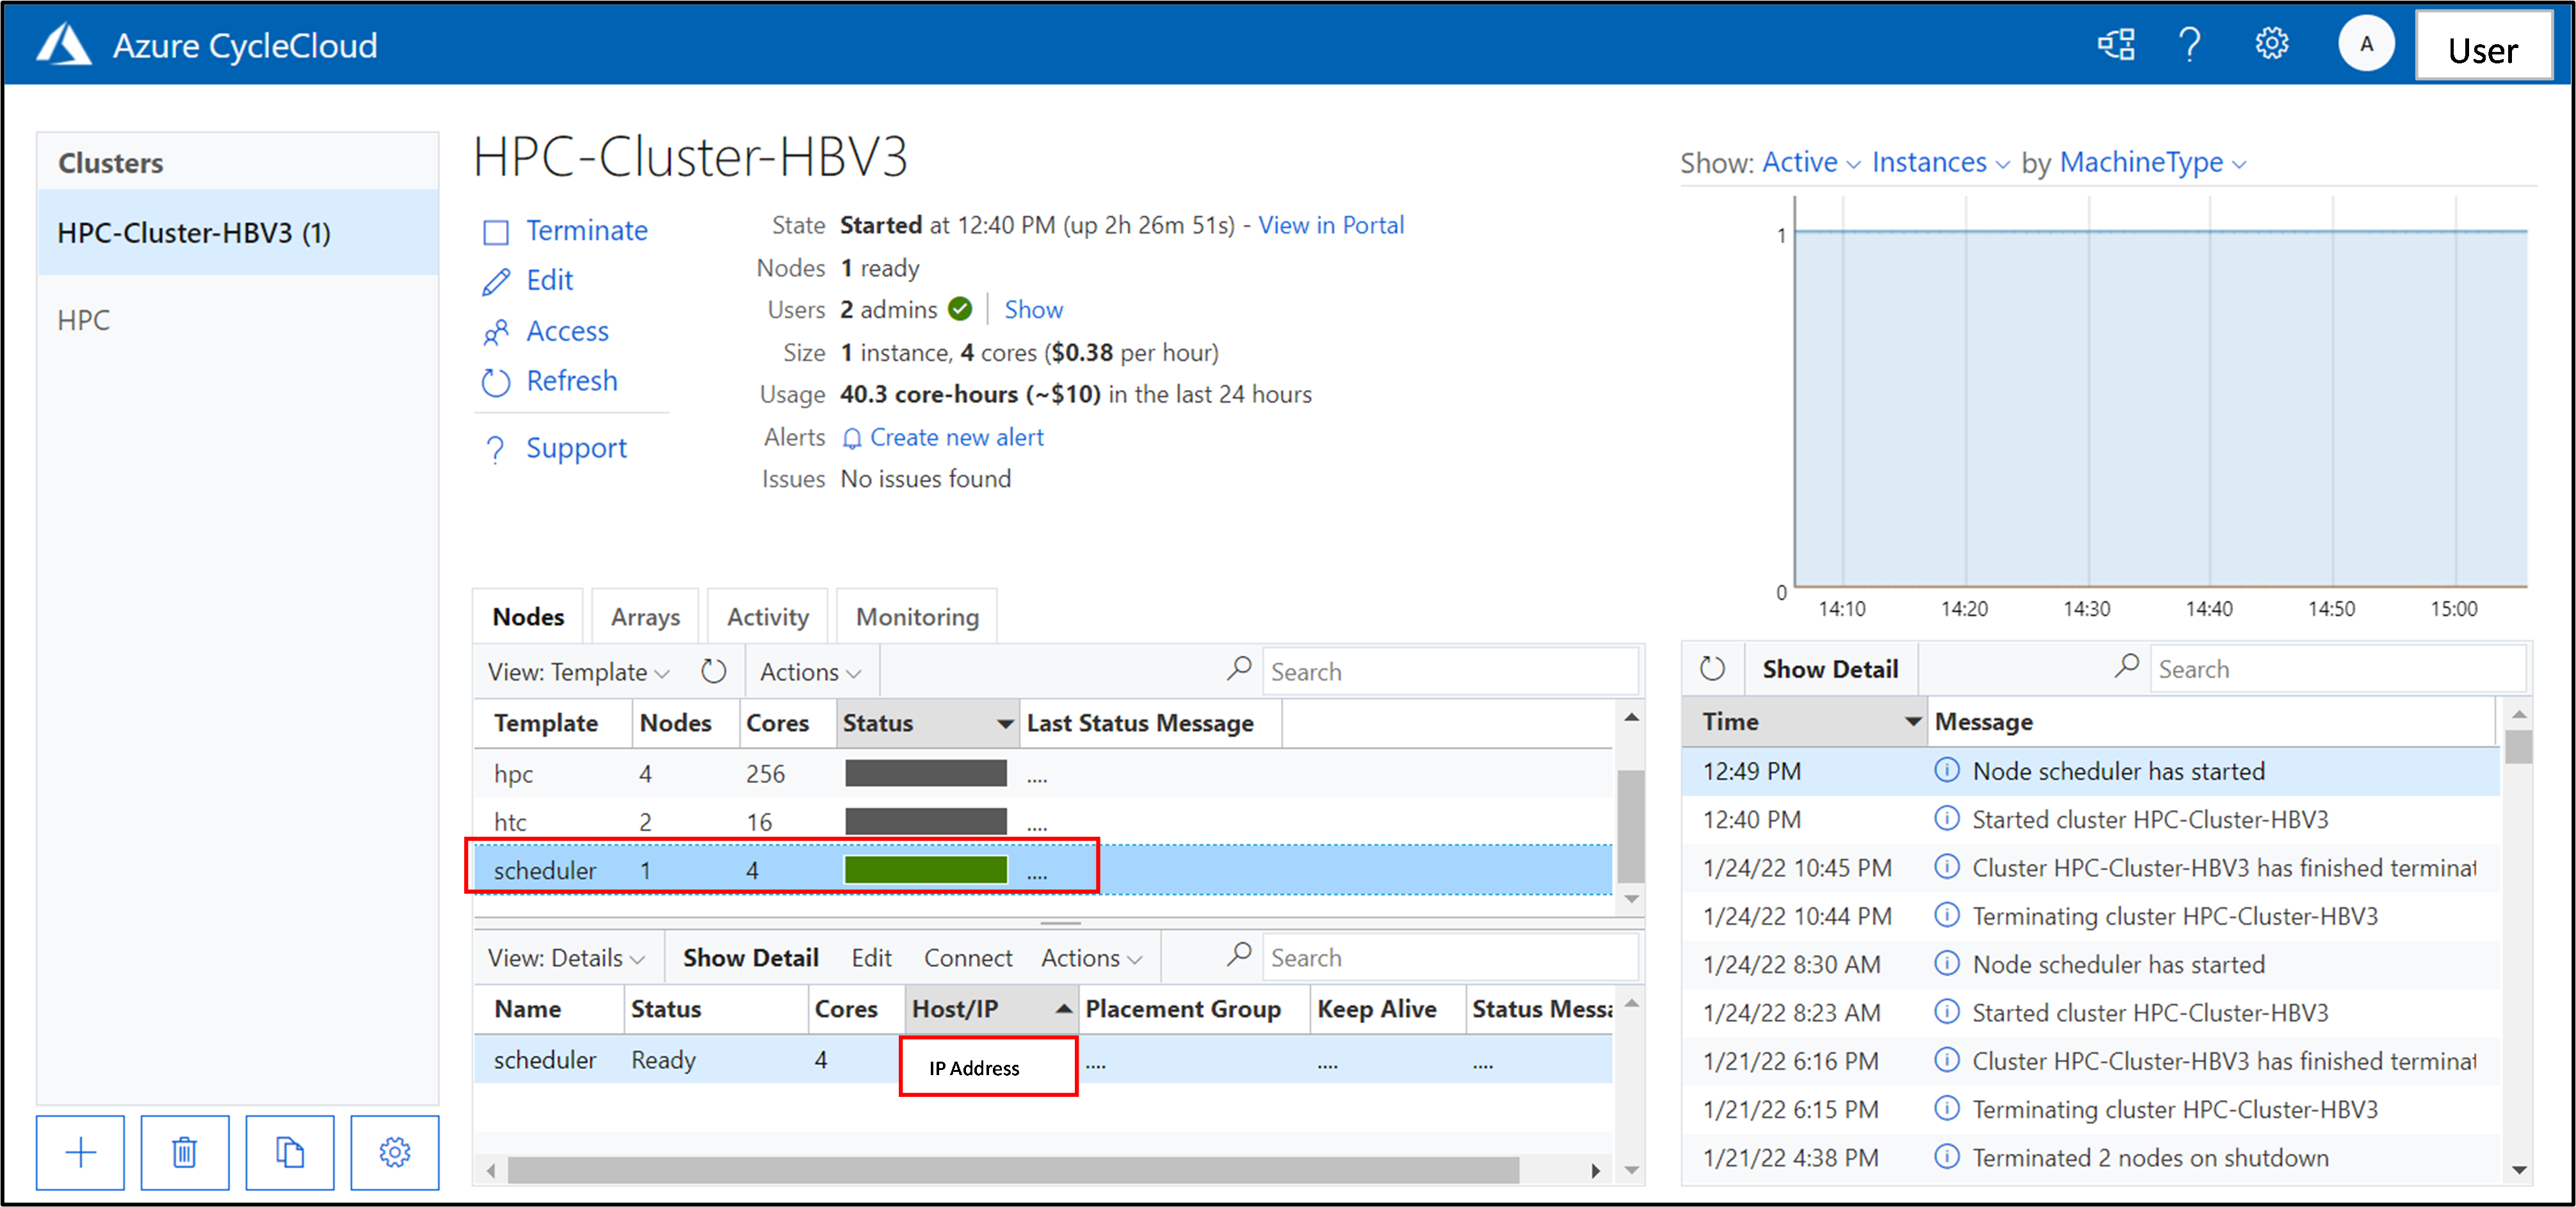 Azure CycleCloud
A
User
Clusters
HPC-Cluster-HBV3 (1)
HPC
HPC-Cluster-HBV3
Terminate
Edit
Access
Refresh
Support
State Started at 12:40 PM (up 2h 26m 51s) - View in Portal
Nodes 1 ready
Users 2 admins Show
Size 1 instance, 4 cores ($0.38 per hour)
Usage 40.3 core-hours (~$10) in the last 24 hours
Alerts Create new alert
Issues No issues found
Show: Active Instances by MachineType
1
0
14:10 14:20 14:30 14:40 14:50 15:00
Nodes Arrays Activity Monitoring
View: Template Actions Search
Template Nodes Cores Status Last Status Message
hpc 4 256 ....
htc 2 16 ....
scheduler 1 4 ....
View: Details Show Detail Edit Connect Actions Search
Name Status Cores Host/IP Placement Group Keep Alive Status Messa
scheduler Ready 4 IP Address .... .... ....
Show Detail Search
Time Message
12:49 PM Node scheduler has started
12:40 PM Started cluster HPC-Cluster-HBV3
1/24/22 10:45 PM Cluster HPC-Cluster-HBV3 has finished terminat
1/24/22 10:44 PM Terminating cluster HPC-Cluster-HBV3
1/24/22 8:30 AM Node scheduler has started
1/24/22 8:23 AM Started cluster HPC-Cluster-HBV3
1/21/22 6:16 PM Cluster HPC-Cluster-HBV3 has finished terminat
1/21/22 6:15 PM Terminating cluster HPC-Cluster-HBV3
1/21/22 4:38 PM Terminated 2 nodes on shutdown